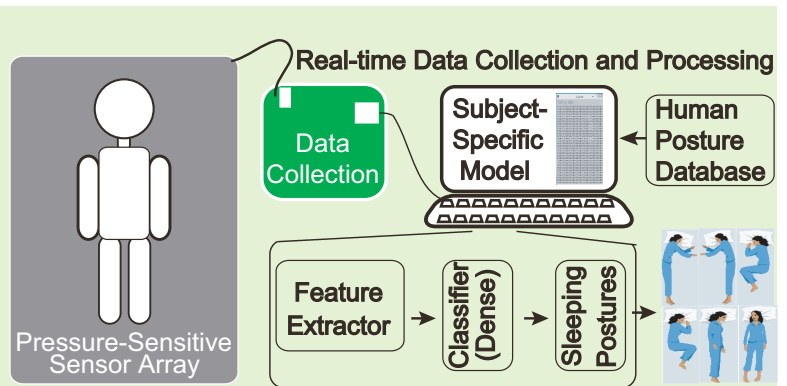 Real-time Data Collection and Processing
Pressure-Sensitive
Sensor Array
Data
Collection
Subject-
Specific
Model
Human
Posture
Database
Feature
Extractor
Classifier
(Dense)
Sleeping
Postures